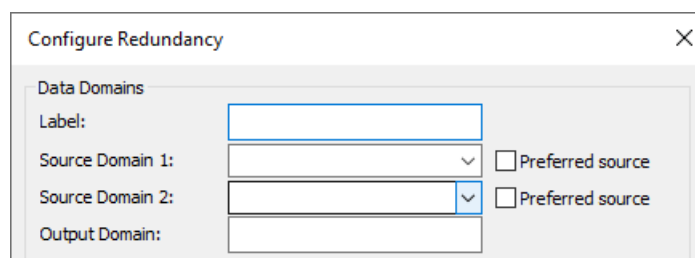 Configure Redundancy
Data Domains
Label:
Source Domain 1: Preferred source
Source Domain 2: Preferred source
Output Domain: